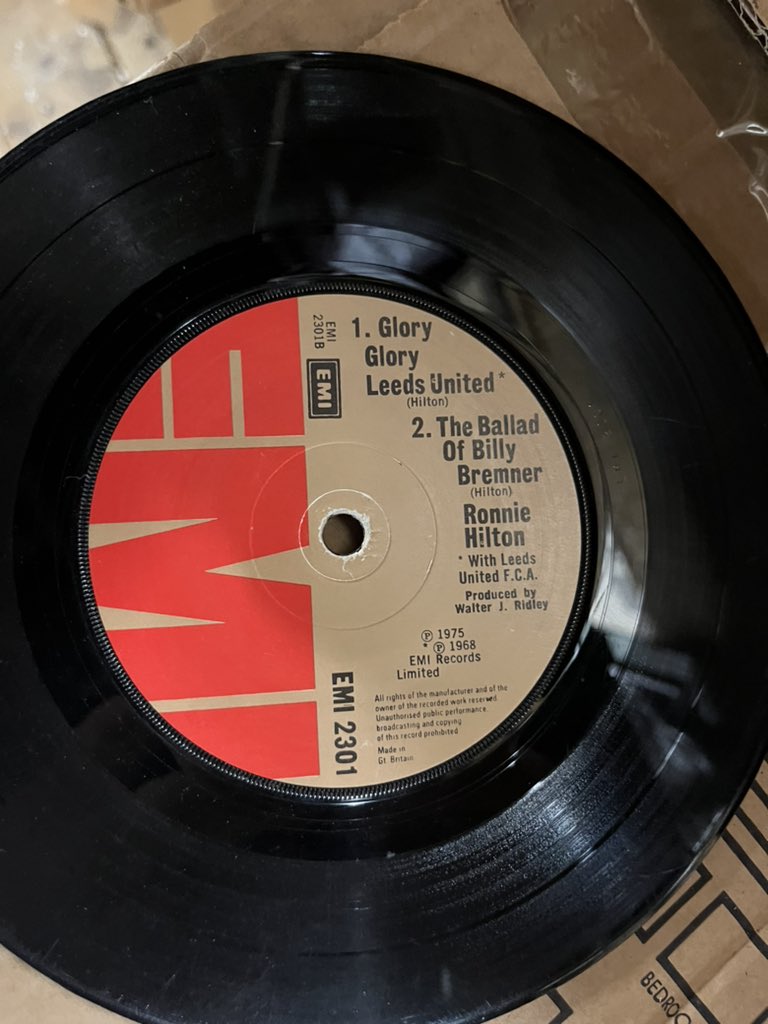 EMI
EMI
2301B
EMI
1. Glory
Glory
Leeds United*
(Hilton)
2. The Ballad
Of Billy
Bremner
(Hilton)
Ronnie
Hilton
* With Leeds
United F.C.A.
Produced by
Walter J. Ridley
℗ 1975
* ℗ 1968
EMI Records
Limited
EMI 2301
All rights of the manufacturer and of the
owner of the recorded work reserved
Unauthorised public performance
broadcasting and copying
of this record prohibited
Made in
Gt Britain